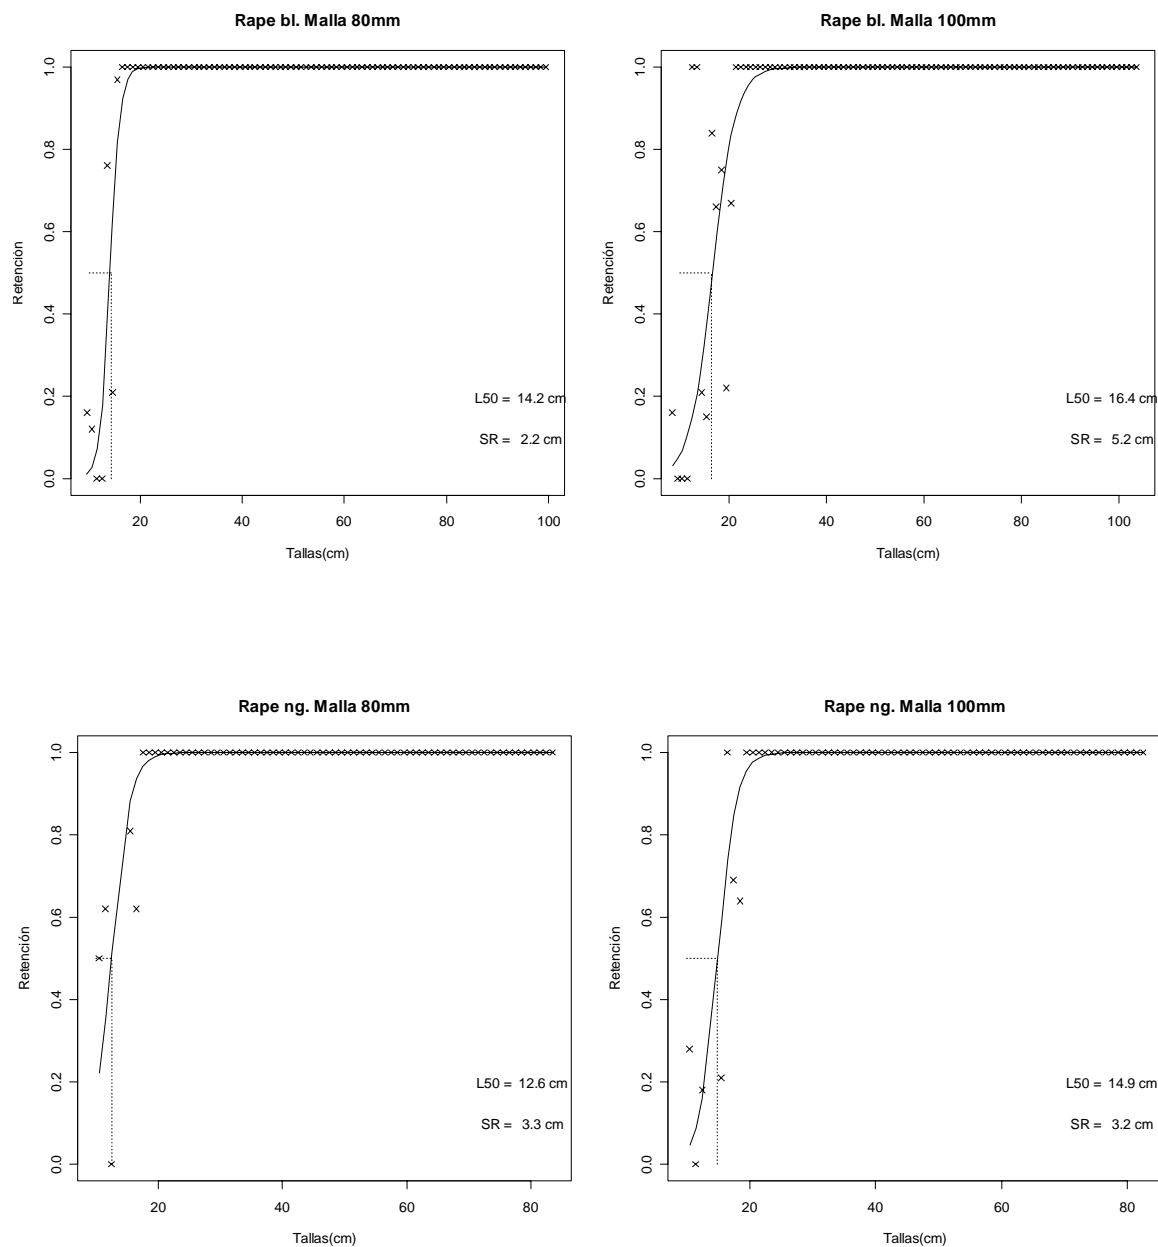 Rape bl. Malla 80mm
Retención
0.0 0.2 0.4 0.6 0.8 1.0
L50 = 14.2 cm
SR = 2.2 cm
20 40 60 80 100
Tallas(cm)
Rape bl. Malla 100mm
Retención
0.0 0.2 0.4 0.6 0.8 1.0
L50 = 16.4 cm
SR = 5.2 cm
20 40 60 80 100
Tallas(cm)
Rape ng. Malla 80mm
Retención
0.0 0.2 0.4 0.6 0.8 1.0
L50 = 12.6 cm
SR = 3.3 cm
20 40 60 80
Tallas(cm)
Rape ng. Malla 100mm
Retención
0.0 0.2 0.4 0.6 0.8 1.0
L50 = 14.9 cm
SR = 3.2 cm
20 40 60 80
Tallas(cm)